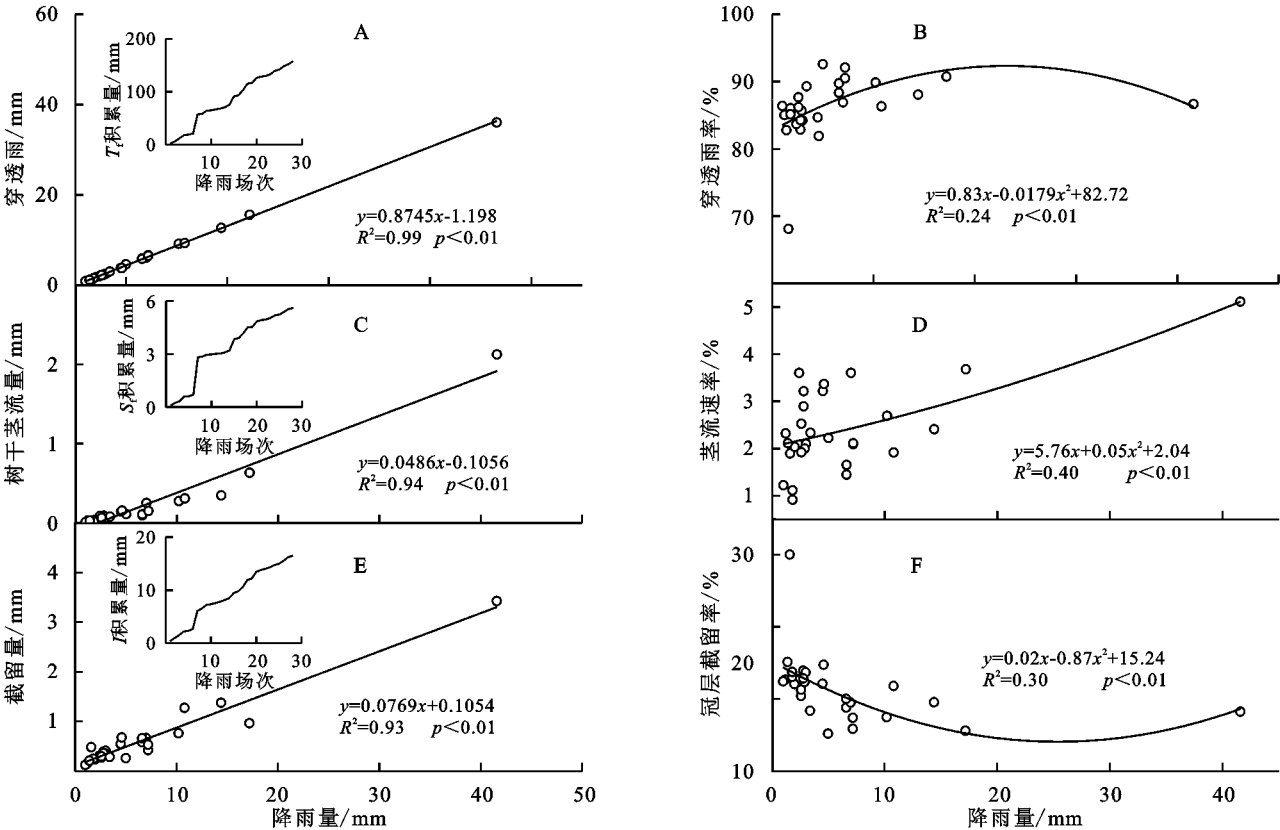 A
穿透雨/mm
60
40
20
0
Tf积累量/mm
200
100
0
10
20
30
降雨场次
y=0.8745x-1.198
R²=0.99 p<0.01
B
穿透雨率/%
100
90
80
70
y=0.83x-0.0179x²+82.72
R²=0.24 p<0.01
C
树干茎流量/mm
2
1
0
Sf积累量/mm
6
3
0
10
20
30
降雨场次
y=0.0486x-0.1056
R²=0.94 p<0.01
D
茎流速率/%
5
4
3
2
1
y=5.76x+0.05x²+2.04
R²=0.40 p<0.01
E
截留量/mm
4
3
2
1
I积累量/mm
20
10
0
10
20
30
降雨场次
y=0.0769x+0.1054
R²=0.93 p<0.01
0
10
20
30
40
50
降雨量/mm
F
冠层截留率/%
30
20
10
y=0.02x-0.87x²+15.24
R²=0.30 p<0.01
0
10
20
30
40
降雨量/mm